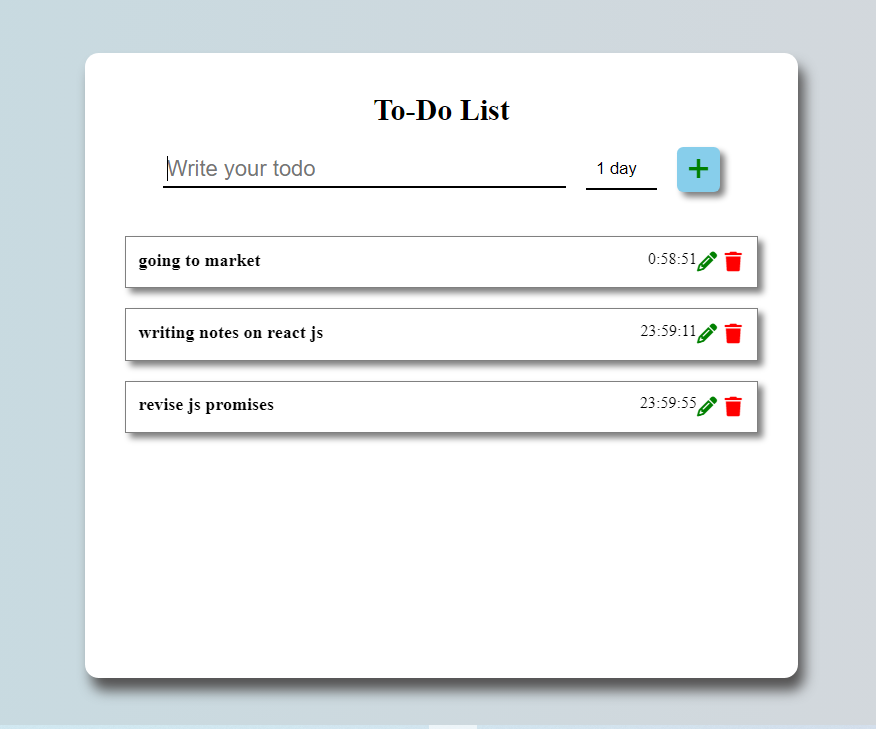 To-Do List
Write your todo 1 day +
going to market 0:58:51
writing notes on react js 23:59:11
revise js promises 23:59:55